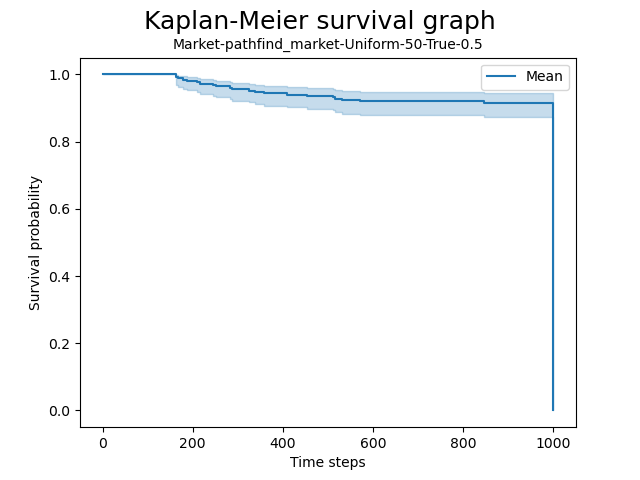 Kaplan-Meier survival graph
Market-pathfind_market-Uniform-50-True-0.5
Mean
1.0
0.8
0.6
0.4
0.2
0.0
Survival probability
0
200
400
600
800
1000
Time steps